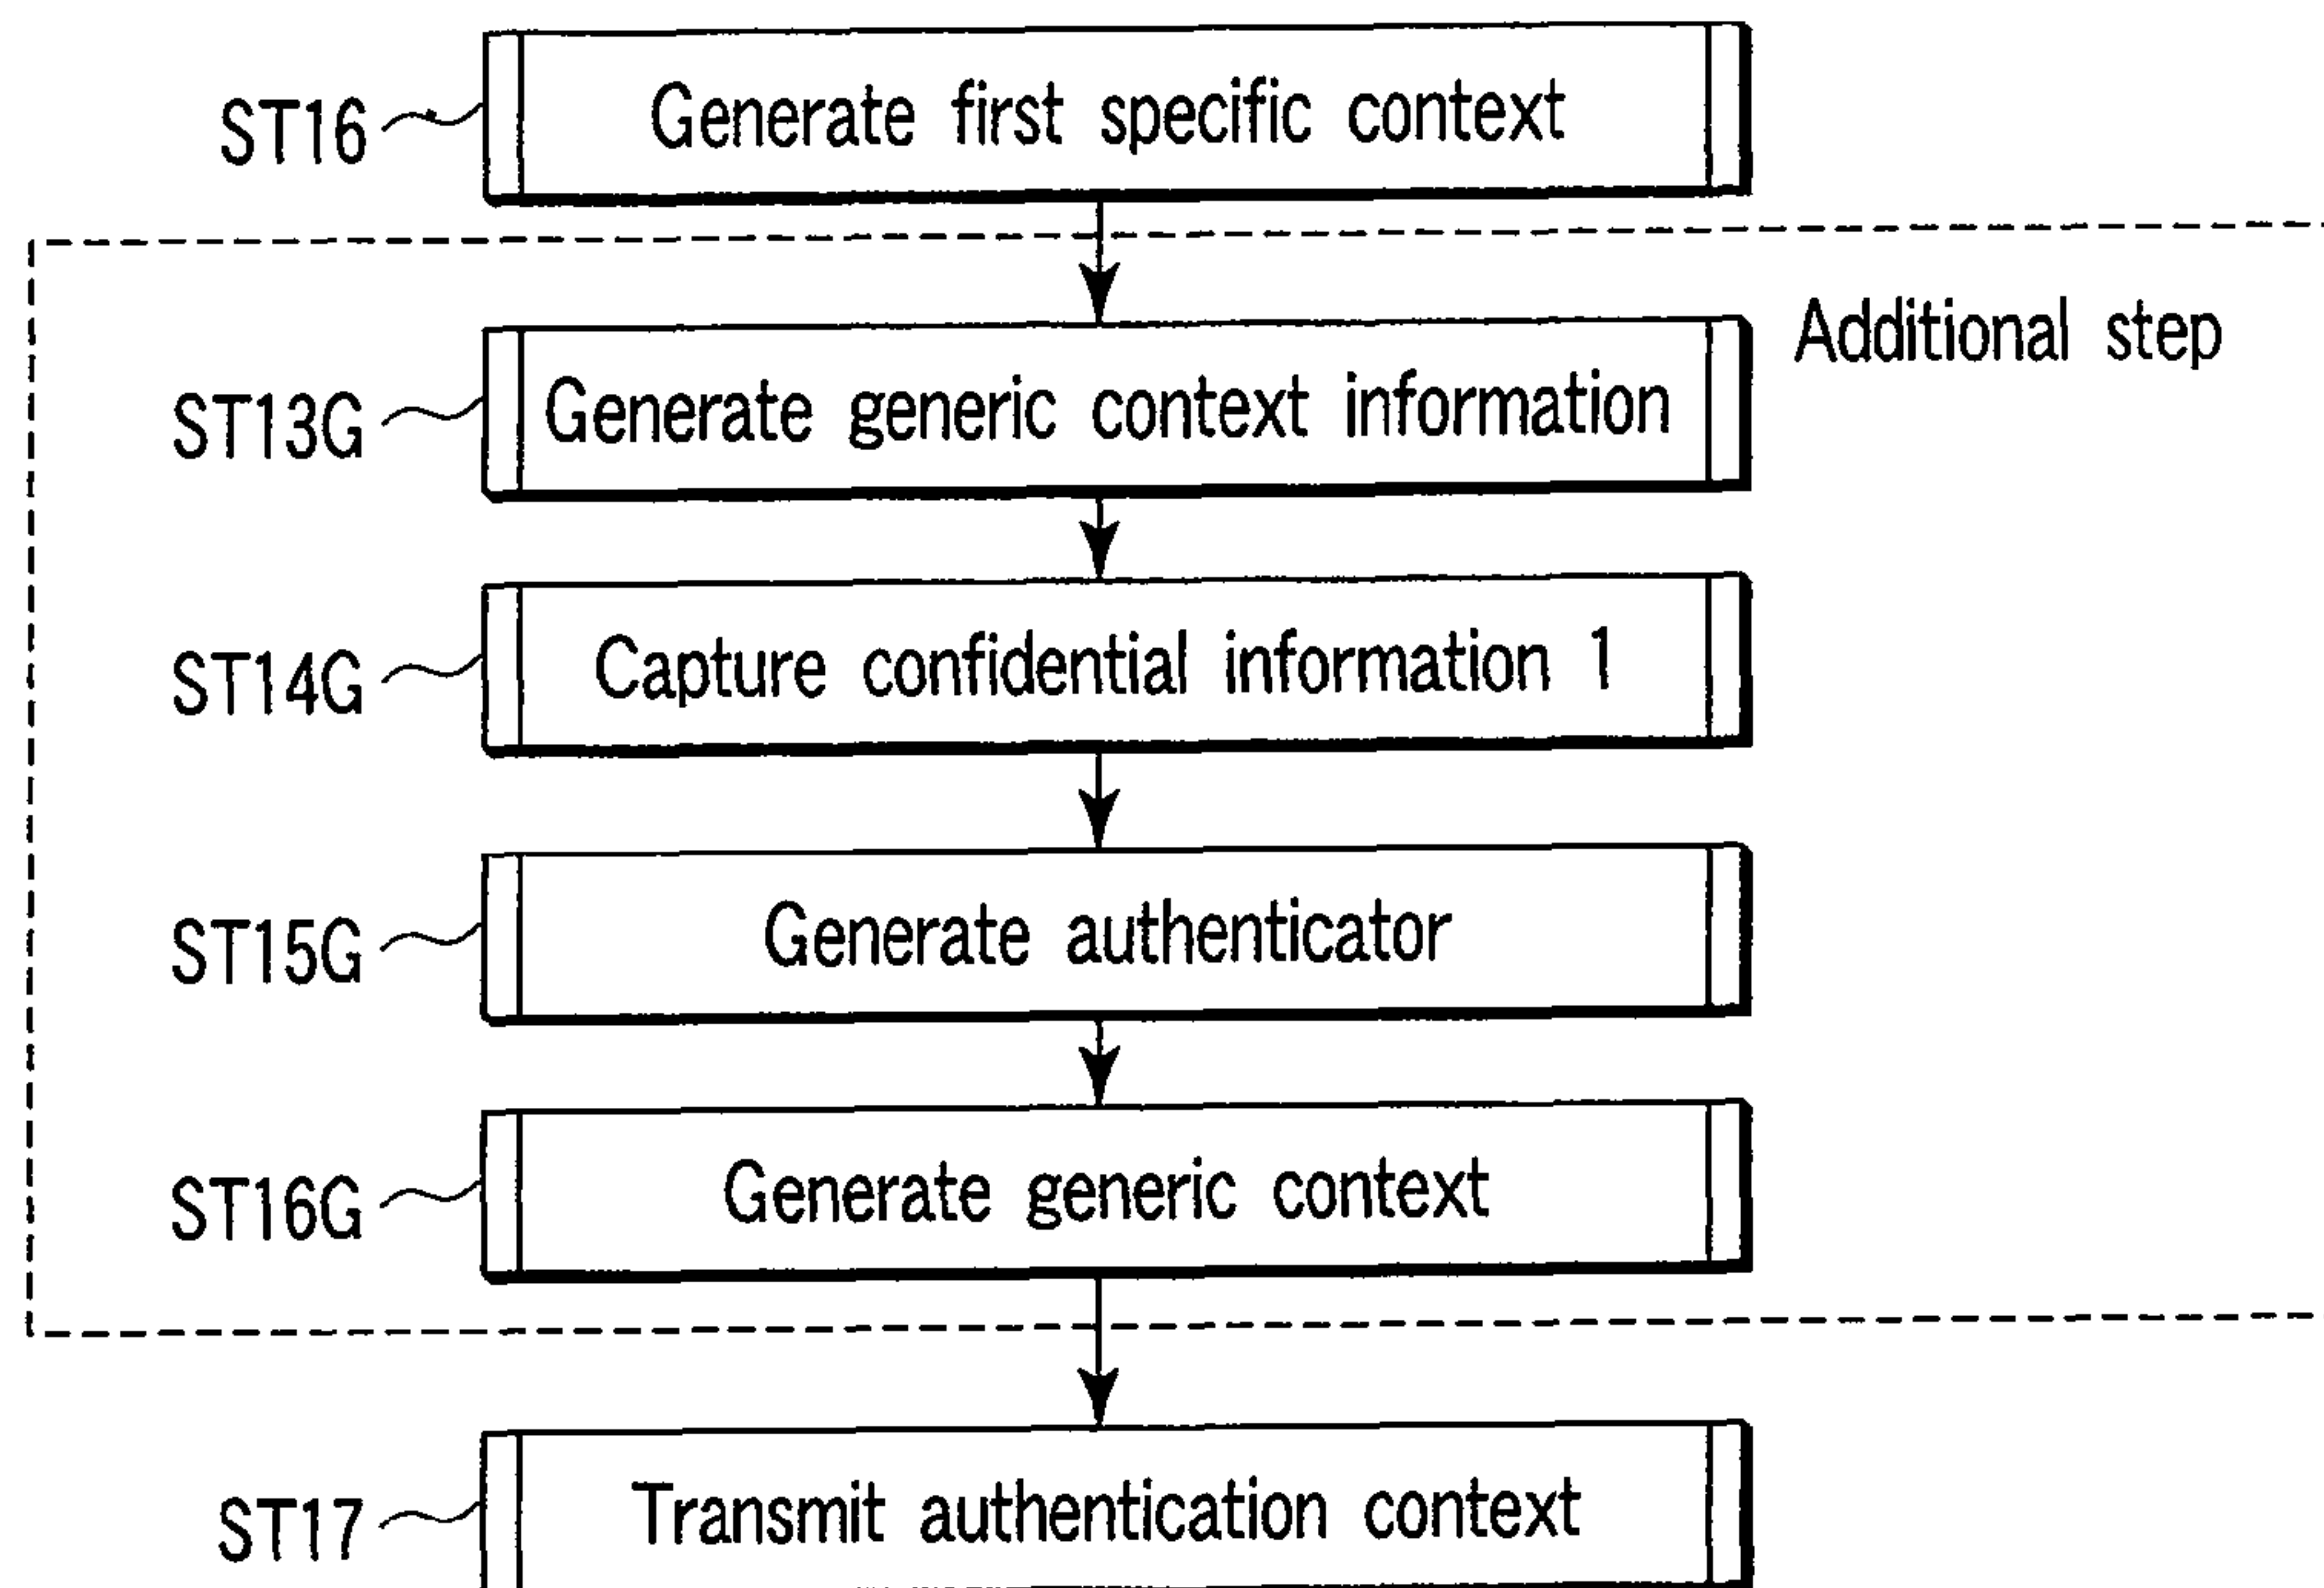 ST16 Generate first specific context
Additional step
ST13G Generate generic context information
ST14G Capture confidential information 1
ST15G Generate authenticator
ST16G Generate generic context
ST17 Transmit authentication context